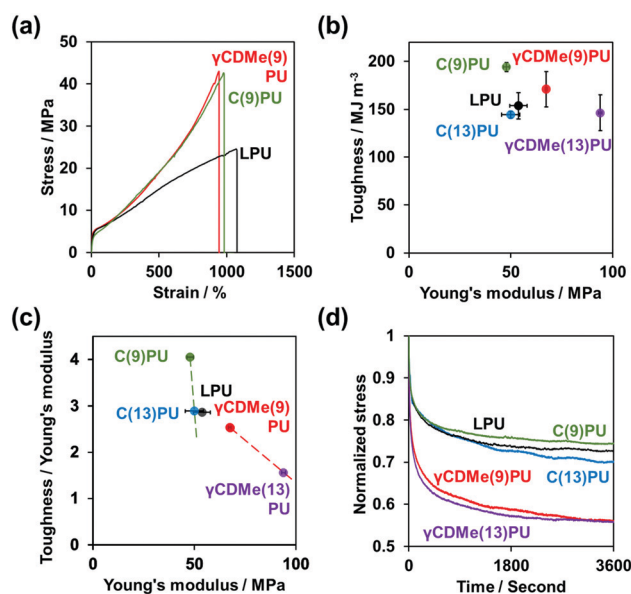 (a)
50
40
30
20
10
0
Stress / MPa
γCDMe(9)
PU
C(9)PU
LPU
0 500 1000 1500
Strain / %
(b)
200
150
100
50
0
Toughness / MJ m⁻³
C(9)PU γCDMe(9)PU
LPU
C(13)PU
γCDMe(13)PU
0 50 100
Young's modulus / MPa
(c)
4
3
2
1
0
Toughness / Young's modulus
C(9)PU
LPU
C(13)PU γCDMe(9)
PU
γCDMe(13)
PU
0 50 100
Young's modulus / MPa
(d)
1
0.9
0.8
0.7
0.6
0.5
Normalized stress
LPU C(9)PU
C(13)PU
γCDMe(9)PU
γCDMe(13)PU
0 1800 3600
Time / Second